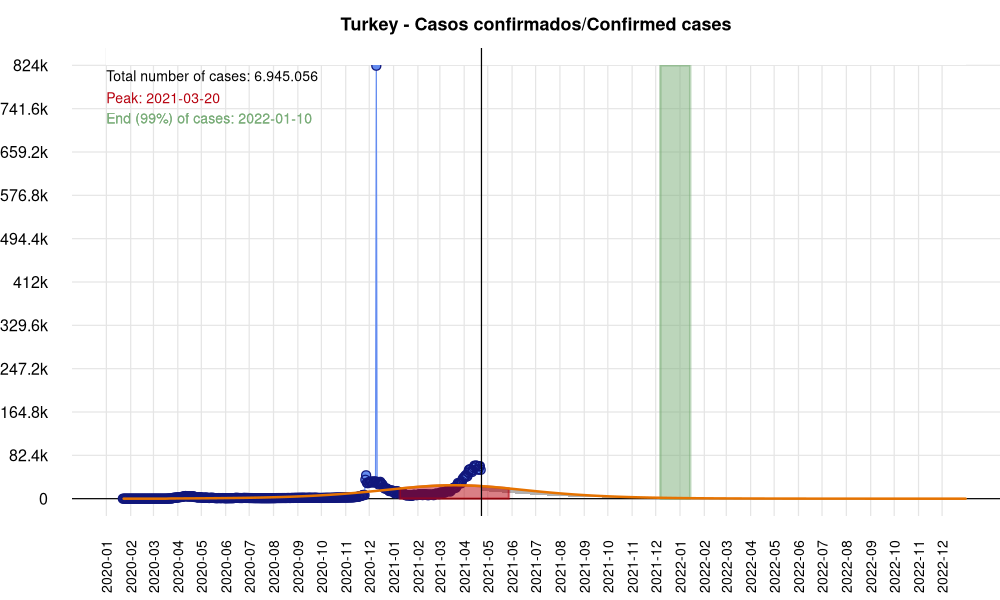 Turkey - Casos confirmados/Confirmed cases
824k
Total number of cases: 6.945.056
Peak: 2021-03-20
741.6k
End (99%) of cases: 2022-01-10
659.2k
576.8k
494.4k
412k
329.6k
247.2k
164.8k
82.4k
0
2020-01
2020-02
2020-03
2020-04
2020-05
2020-06
2020-07
2020-08
2020-09
2020-10
2020-11
2020-12
2021-01
2021-02
2021-03
2021-04
2021-05
2021-06
2021-07
2021-08
2021-09
2021-10
2021-11
2021-12
2022-01
2022-02
2022-03
2022-04
2022-05
2022-06
2022-07
2022-08
2022-09
2022-10
2022-11
2022-12